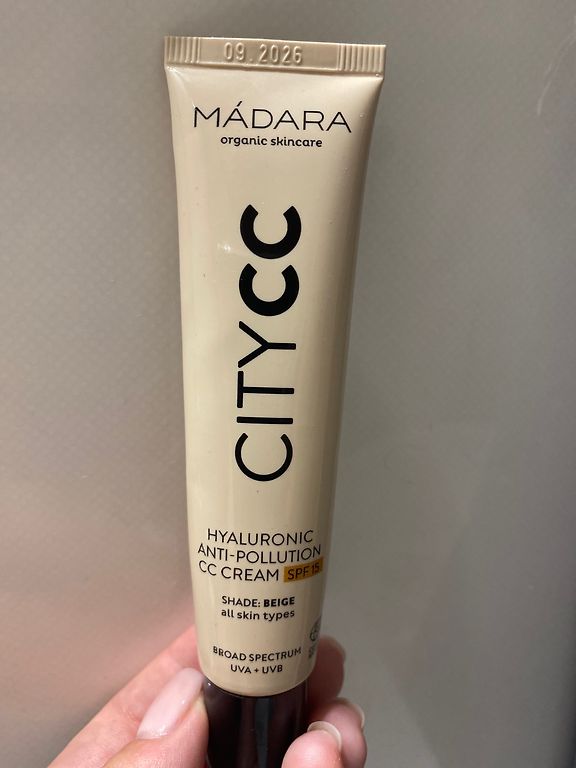 09.2026
MÁDARA
organic skincare
CITYCC
HYALURONIC
ANTI-POLLUTION
CC CREAM SPF 15
SHADE: BEIGE
all skin types
BROAD SPECTRUM
UVA + UVB